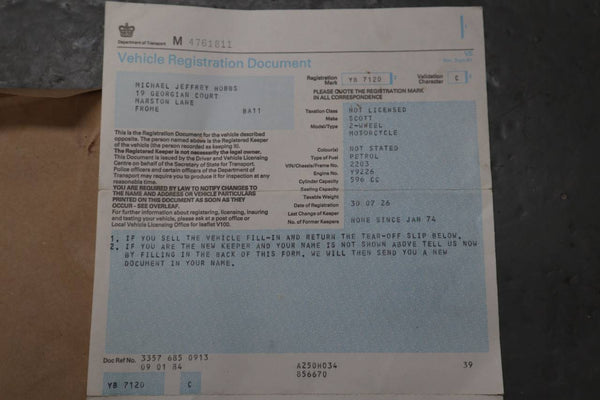 Department of Transport M 4761811
V5
Vehicle Registration Document
Registration Mark YB 7120 Validation Character C
PLEASE QUOTE THE REGISTRATION MARK
IN ALL CORRESPONDENCE
MICHAEL JEFFREY HOBBS
19 GEORGIAN COURT
MARSTON LANE
FROME BA11
This is the Registration Document for the vehicle described
opposite. The person named above is the Registered Keeper
of the vehicle (the person recorded as keeping it).
The Registered Keeper is not necessarily the legal owner.
This Document is issued by the Driver and Vehicle Licensing
Centre on behalf of the Secretary of State for Transport.
Police officers and certain officers of the Department of
Transport may require you to produce it for inspection at any
reasonable time.
YOU ARE REQUIRED BY LAW TO NOTIFY CHANGES TO
THE NAME AND ADDRESS OR VEHICLE PARTICULARS
PRINTED ON THIS DOCUMENT AS SOON AS THEY
OCCUR - SEE OVERLEAF.
For further information about registering, licensing, insuring
and testing your vehicle, please ask at a post office or
Local Vehicle Licensing Office for leaflet V100.
Taxation Class NOT LICENSED
Make SCOTT
Model/Type 2-WHEEL
MOTORCYCLE
Colour(s) NOT STATED
Type of Fuel PETROL
VIN/Chassis/Frame No. 2203
Engine No. Y9226
Cylinder Capacity 596 CC
Seating Capacity
Taxable Weight
Date of Registration 30 07 26
Last Change of Keeper
No. of Former Keepers NONE SINCE JAN 74
1. IF YOU SELL THE VEHICLE FILL-IN AND RETURN THE TEAR-OFF SLIP BELOW.
2. IF YOU ARE THE NEW KEEPER AND YOUR NAME IS NOT SHOWN ABOVE TELL US NOW
BY FILLING IN THE BACK OF THIS FORM. WE WILL THEN SEND YOU A NEW
DOCUMENT IN YOUR NAME.
Doc Ref No. 3357 685 0913
09 01 84
AZ50H034
856670
39
YB 7120 C